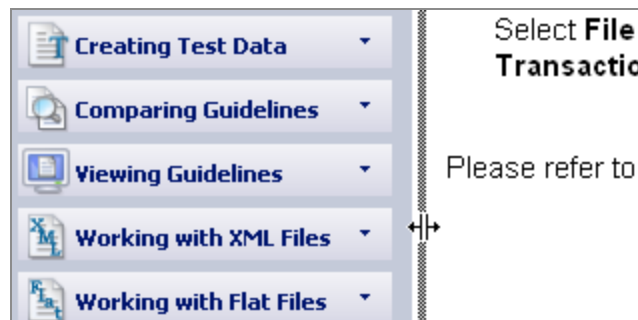 Creating Test Data
Comparing Guidelines
Viewing Guidelines
Working with XML Files
Working with Flat Files
Select File
Please refer to